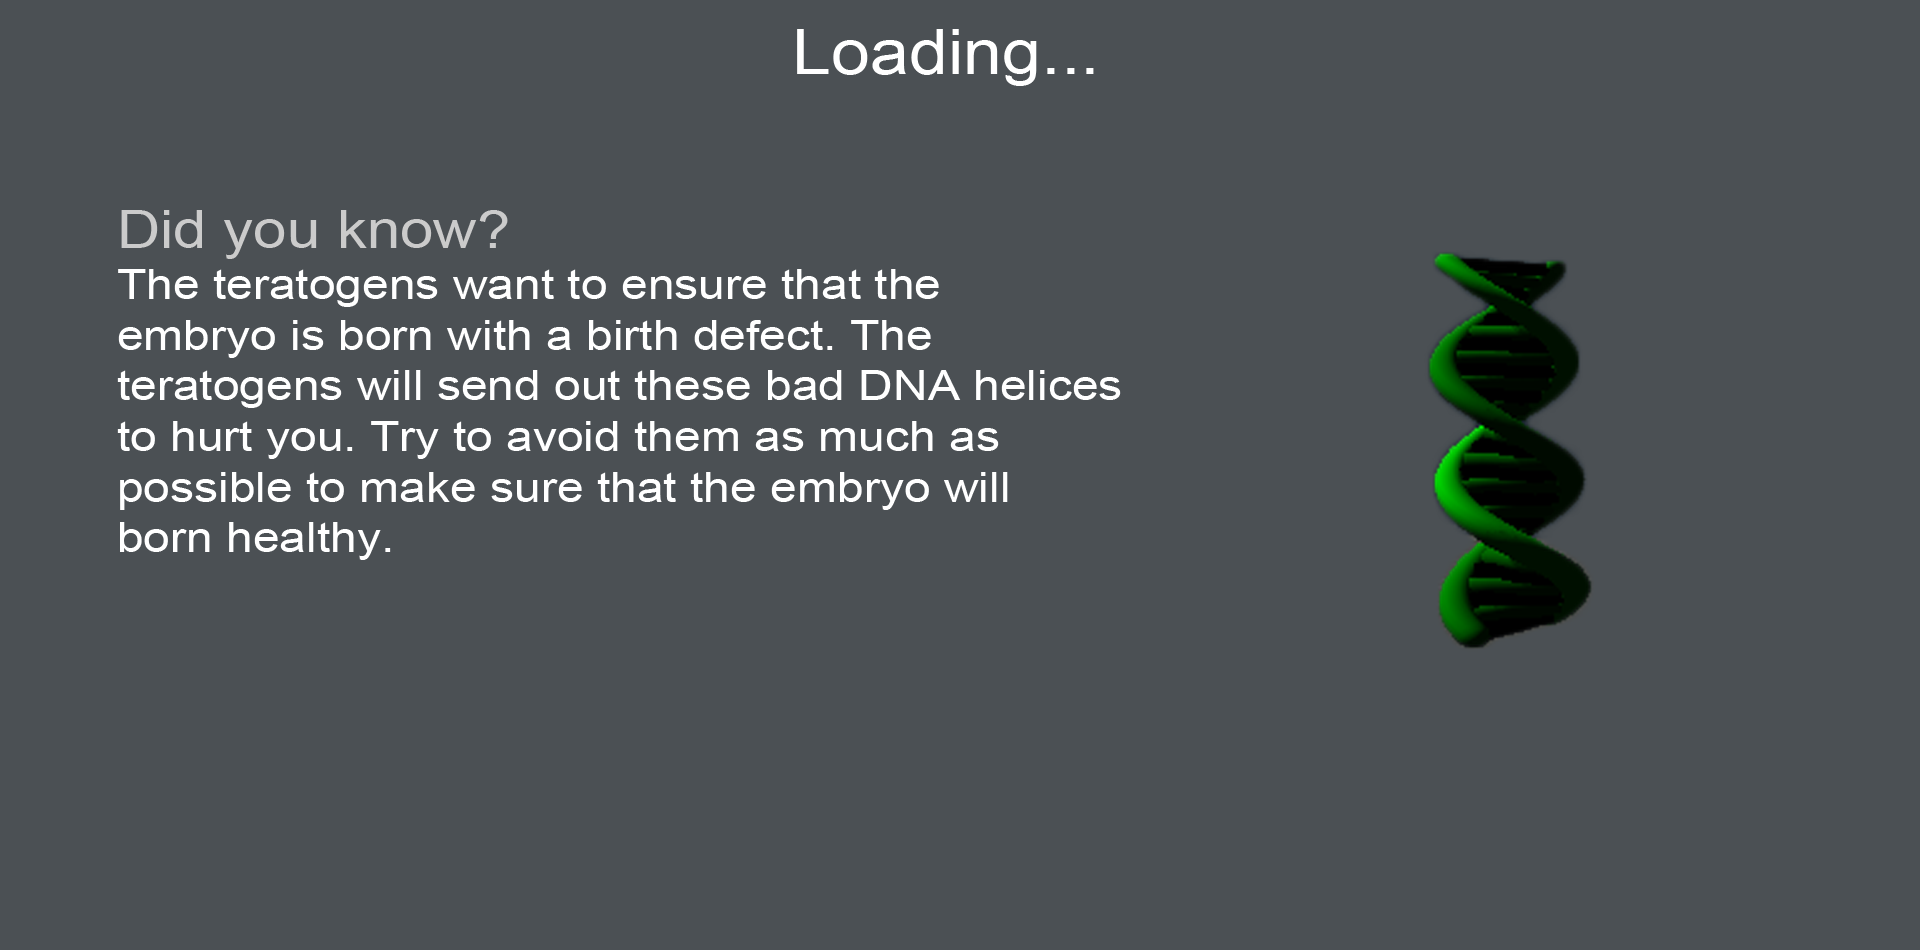 Loading...
Did you know?
The teratogens want to ensure that the
embryo is born with a birth defect. The
teratogens will send out these bad DNA helices
to hurt you. Try to avoid them as much as
possible to make sure that the embryo will
born healthy.